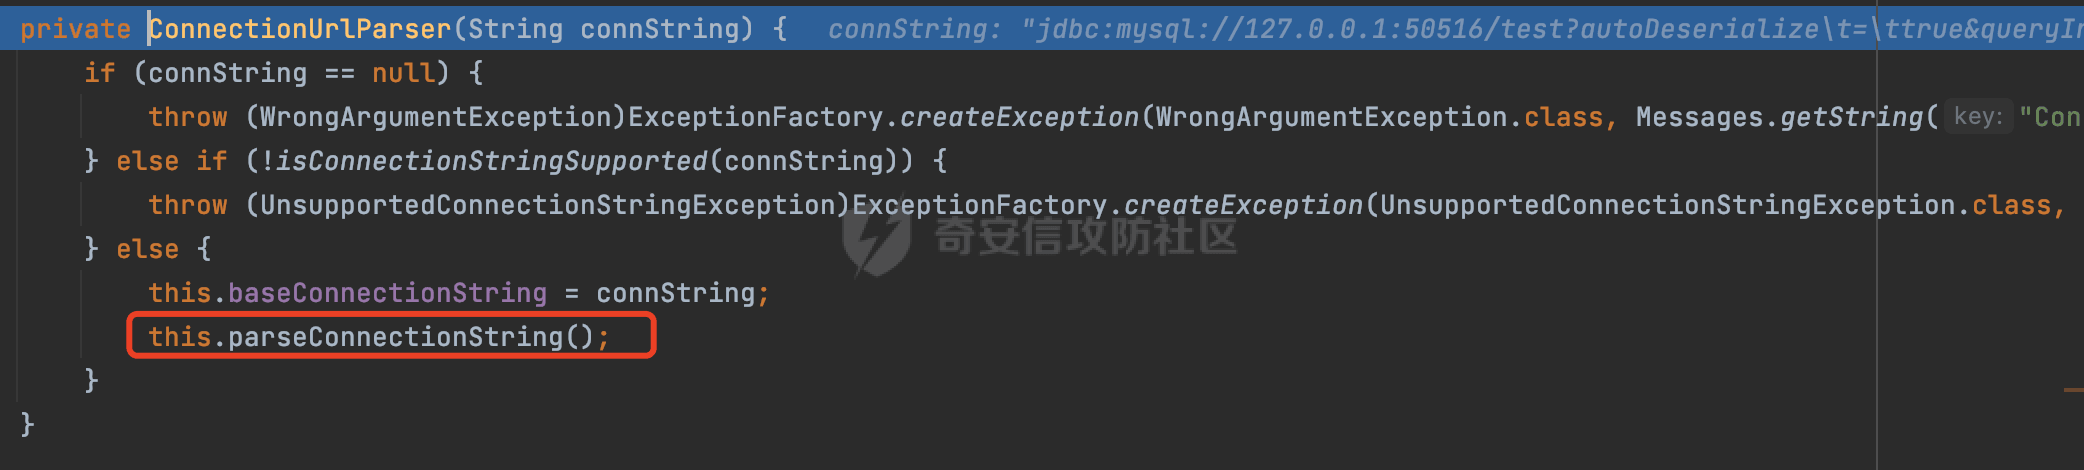 private ConnectionUrlParser(String connString) {   connString: "jdbc:mysql://127.0.0.1:50516/test?autoDeserialize\t=\ttrue&queryIn
if (connString == null) {
throw (WrongArgumentException)ExceptionFactory.createException(WrongArgumentException.class, Messages.getString( key: "Con
} else if (!isConnectionStringSupported(connString)) {
throw (UnsupportedConnectionStringException)ExceptionFactory.createException(UnsupportedConnectionStringException.class,
} else {
奇安信攻防社区
this.baseConnectionString = connString;
this.parseConnectionString();
}
}